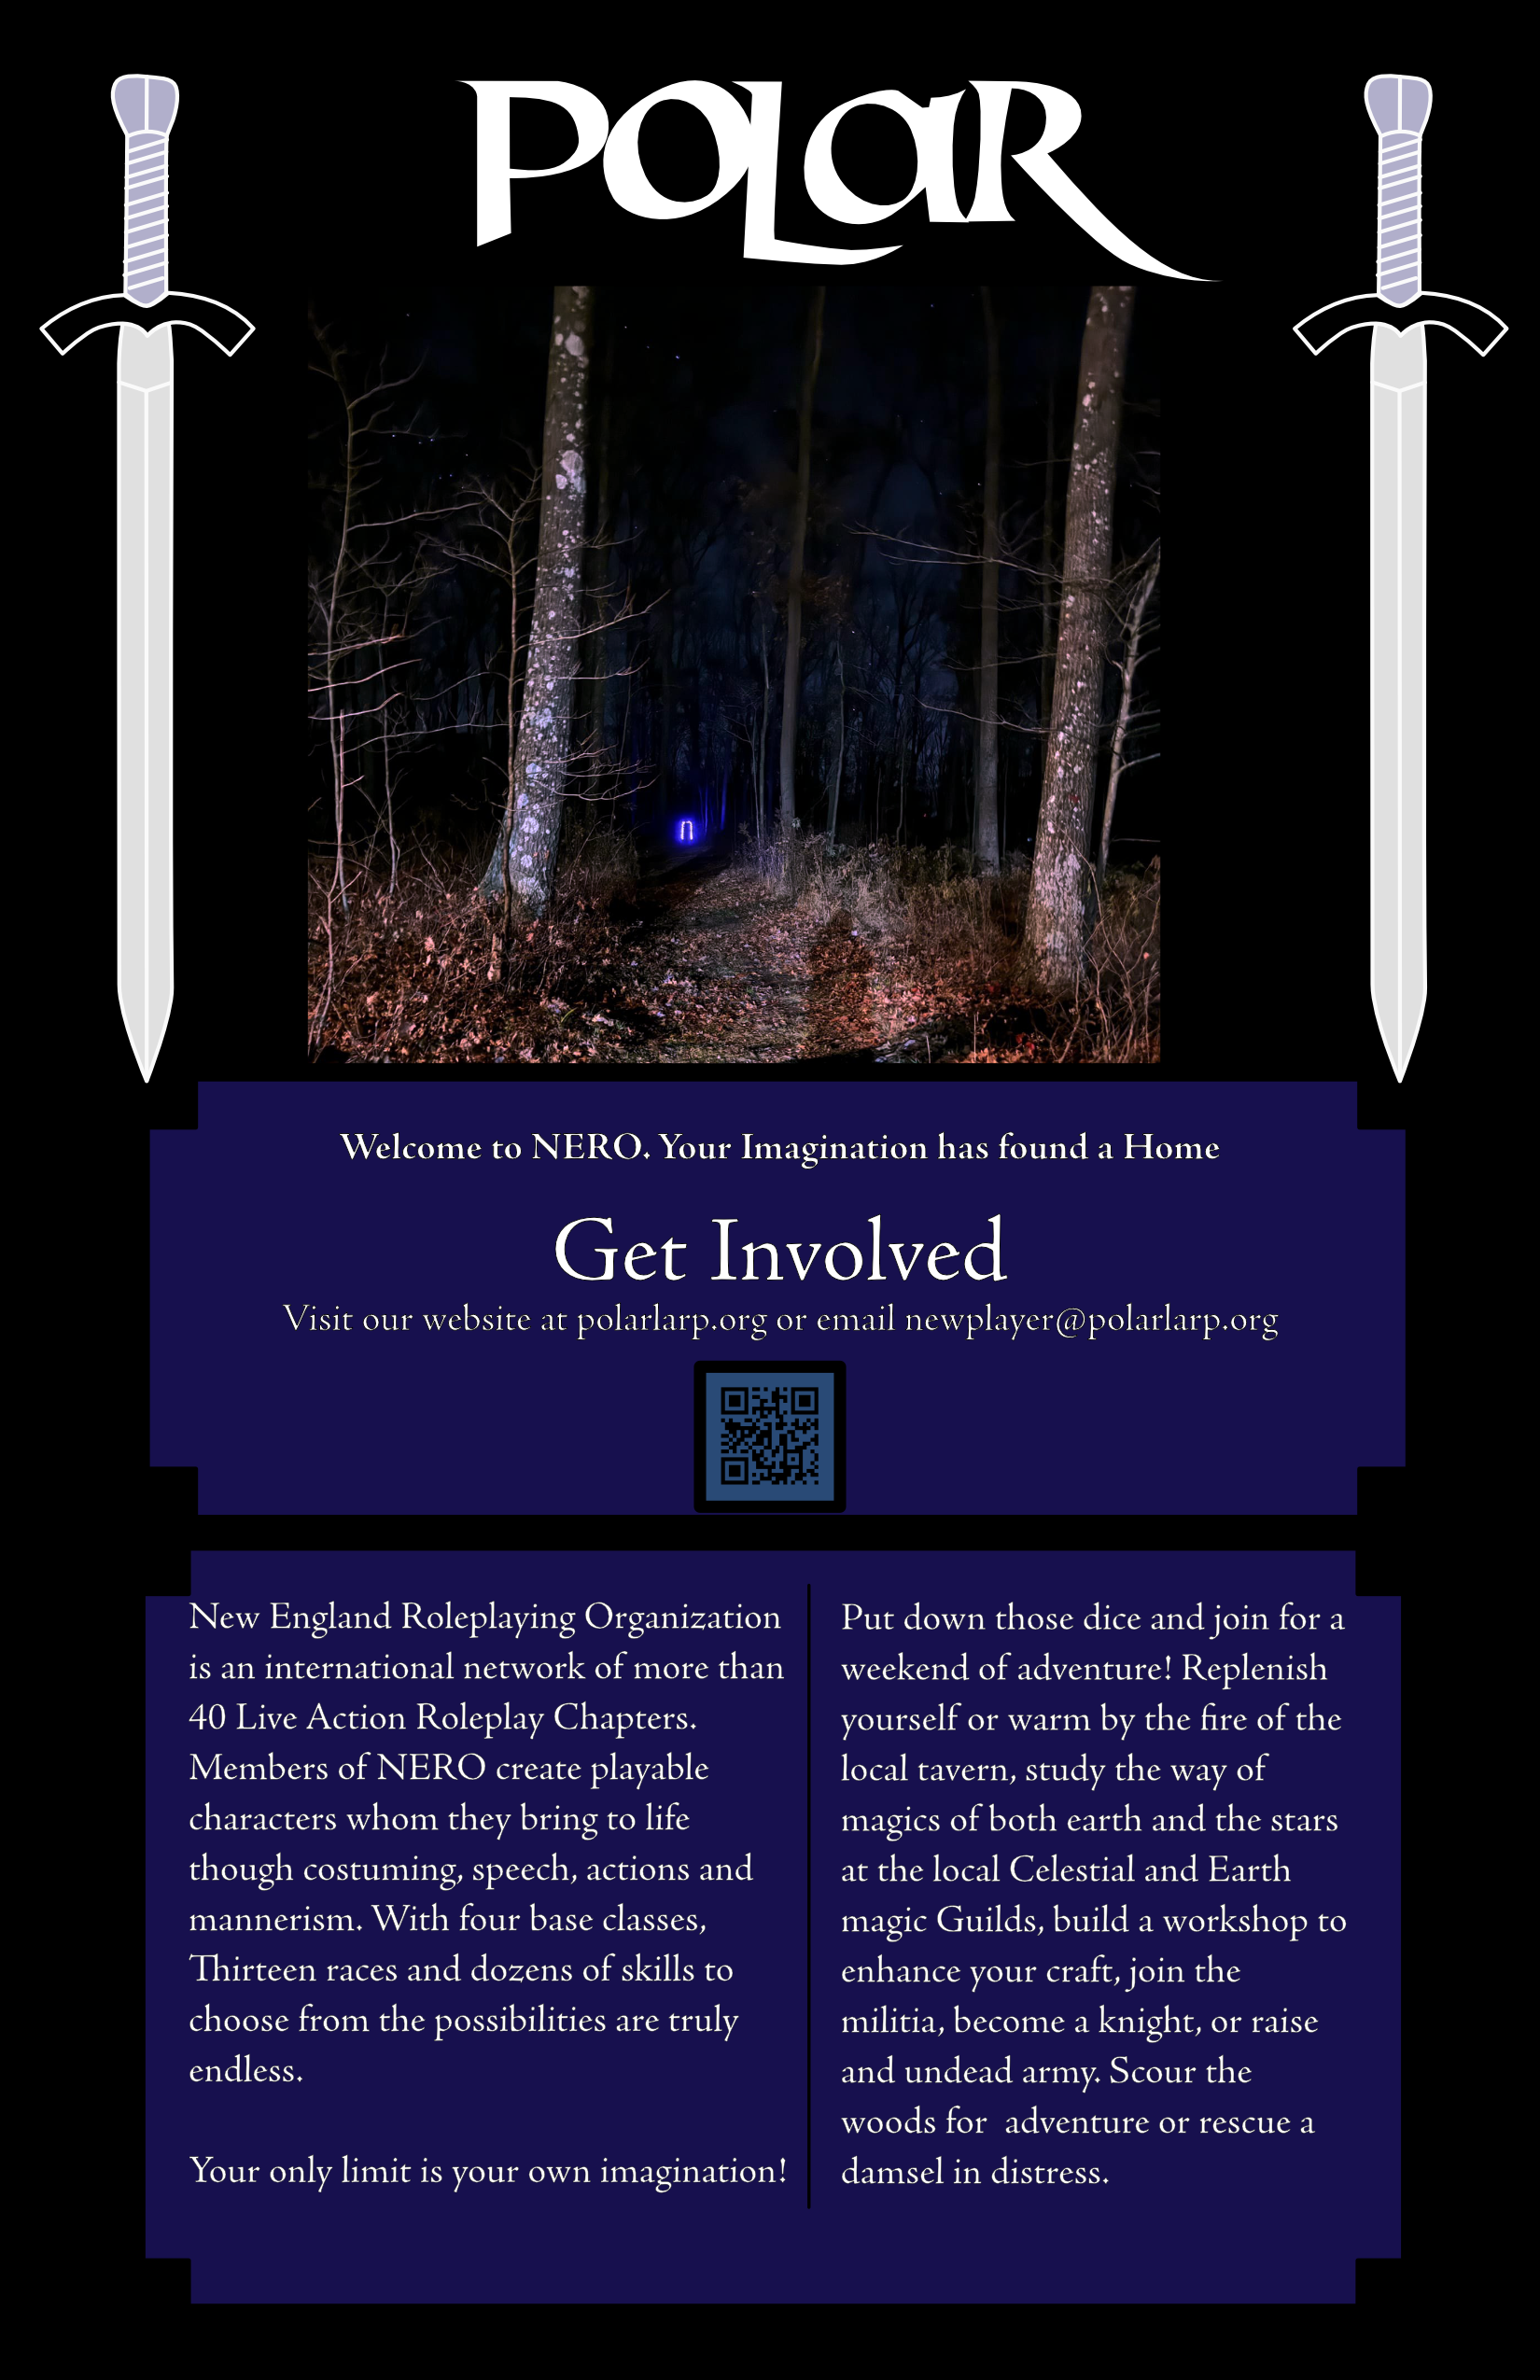 POLaR
Welcome to NERO. Your Imagination has found a Home
Get Involved
Visit our website at polarlarp.org or email newplayer@polarlarp.org
New England Roleplaying Organization
is an international network of more than
40 Live Action Roleplay Chapters.
Members of NERO create playable
characters whom they bring to life
though costuming, speech, actions and
mannerism. With four base classes,
Thirteen races and dozens of skills to
choose from the possibilities are truly
endless.
Your only limit is your own imagination!
Put down those dice and join for a
weekend of adventure! Replenish
yourself or warm by the fire of the
local tavern, study the way of
magics of both earth and the stars
at the local Celestial and Earth
magic Guilds, build a workshop to
enhance your craft, join the
militia, become a knight, or raise
and undead army. Scour the
woods for  adventure or rescue a
damsel in distress.